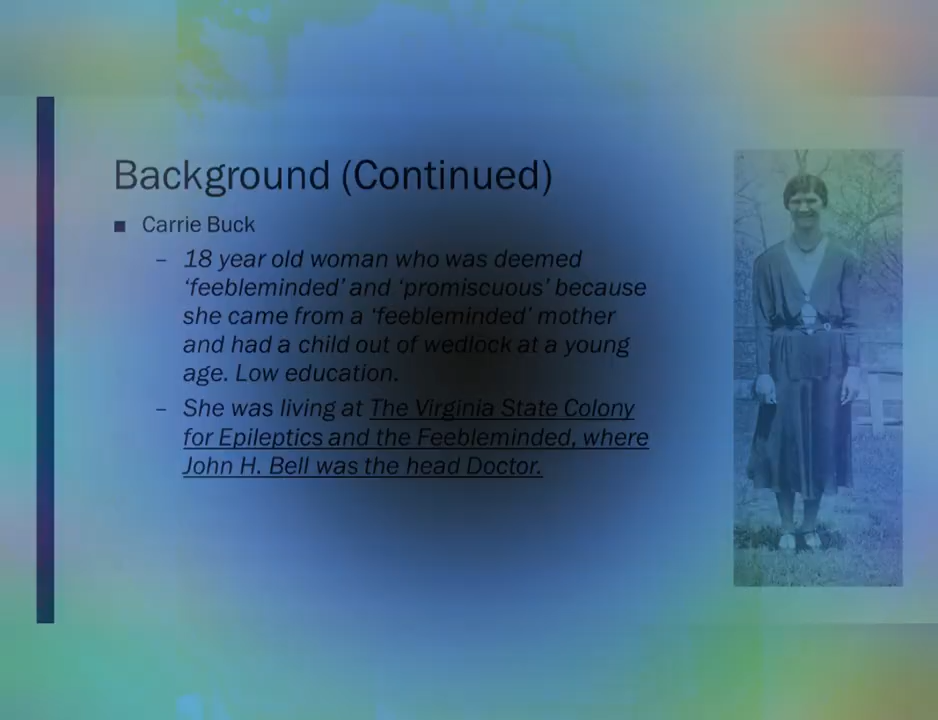 Background (Continued)
■ Carrie Buck
– 18 year old woman who was deemed
‘feebleminded’ and ‘promiscuous’ because
she came from a ‘feebleminded’ mother
and had a child out of wedlock at a young
age. Low education.
– She was living at The Virginia State Colony
for Epileptics and the Feebleminded, where
John H. Bell was the head Doctor.